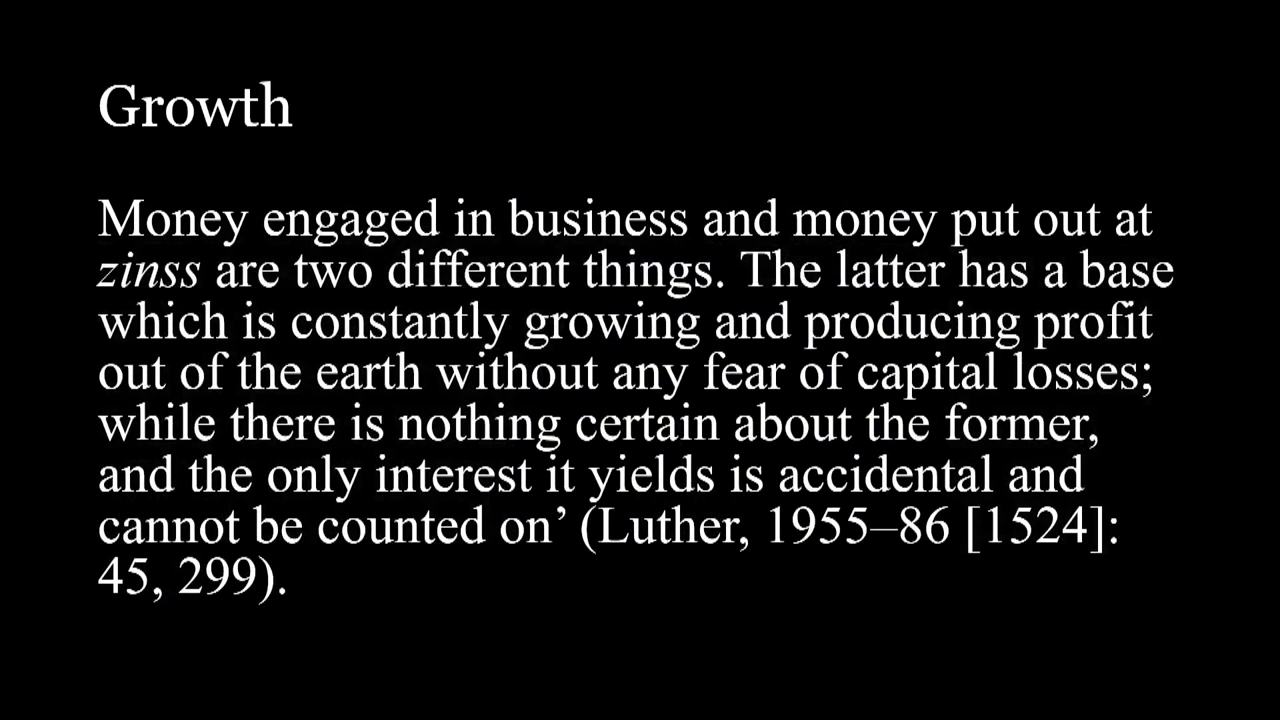 Growth
Money engaged in business and money put out at
zinss are two different things. The latter has a base
which is constantly growing and producing profit
out of the earth without any fear of capital losses;
while there is nothing certain about the former,
and the only interest it yields is accidental and
cannot be counted on’ (Luther, 1955–86 [1524]:
45, 299).